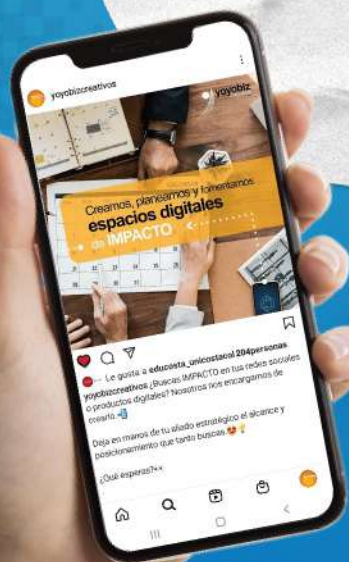 yoyobizcreativos
yoyobiz
Creamos, planeamos y fomentamos
espacios digitales
de IMPACTO
Le gusta a educosta_unicostacol 204personas
yoyobizcreativos ¿Buscas IMPACTO en tus redes sociales
o productos digitales? Nosotros nos encargamos de
crearlo.
Deja en manos de tu aliado estratégico el alcance y
posicionamiento que tanto buscas.
¿Qué esperas?